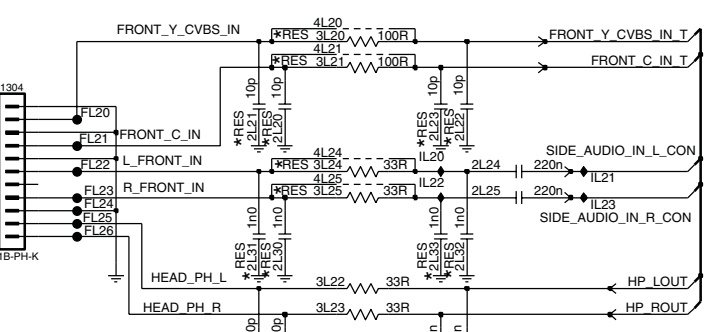 4L20
FRONT_Y_CVBS_IN
*RES 3L20 100R
FRONT_Y_CVBS_IN_T
4L21
*RES 3L21 100R
FRONT_C_IN_T
1304
10p
10p
10p
10p
FL20
FL21
FRONT_C_IN
*RES
2L21
*RES
2L20
*RES
2L23
*RES
2L22
4L24
IL20
SIDE_AUDIO_IN_L_CON
FL22
L_FRONT_IN
*RES 3L24 33R
2L24
220n
IL21
4L25
IL22
FL23
R_FRONT_IN
*RES 3L25 33R
2L25
220n
IL23
FL24
SIDE_AUDIO_IN_R_CON
FL25
FL26
1n0
1n0
1n0
1n0
1B-PH-K
*RES
2L31
*RES
2L30
*RES
2L33
*RES
2L32
HEAD_PH_L
3L22
33R
HP_LOUT
HEAD_PH_R
3L23
33R
HP_ROUT
0p
0p
n
n